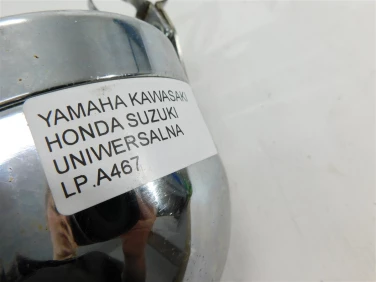 YAMAHA KAWASAKI
HONDA SUZUKI
UNIWERSALNA
LP.A467